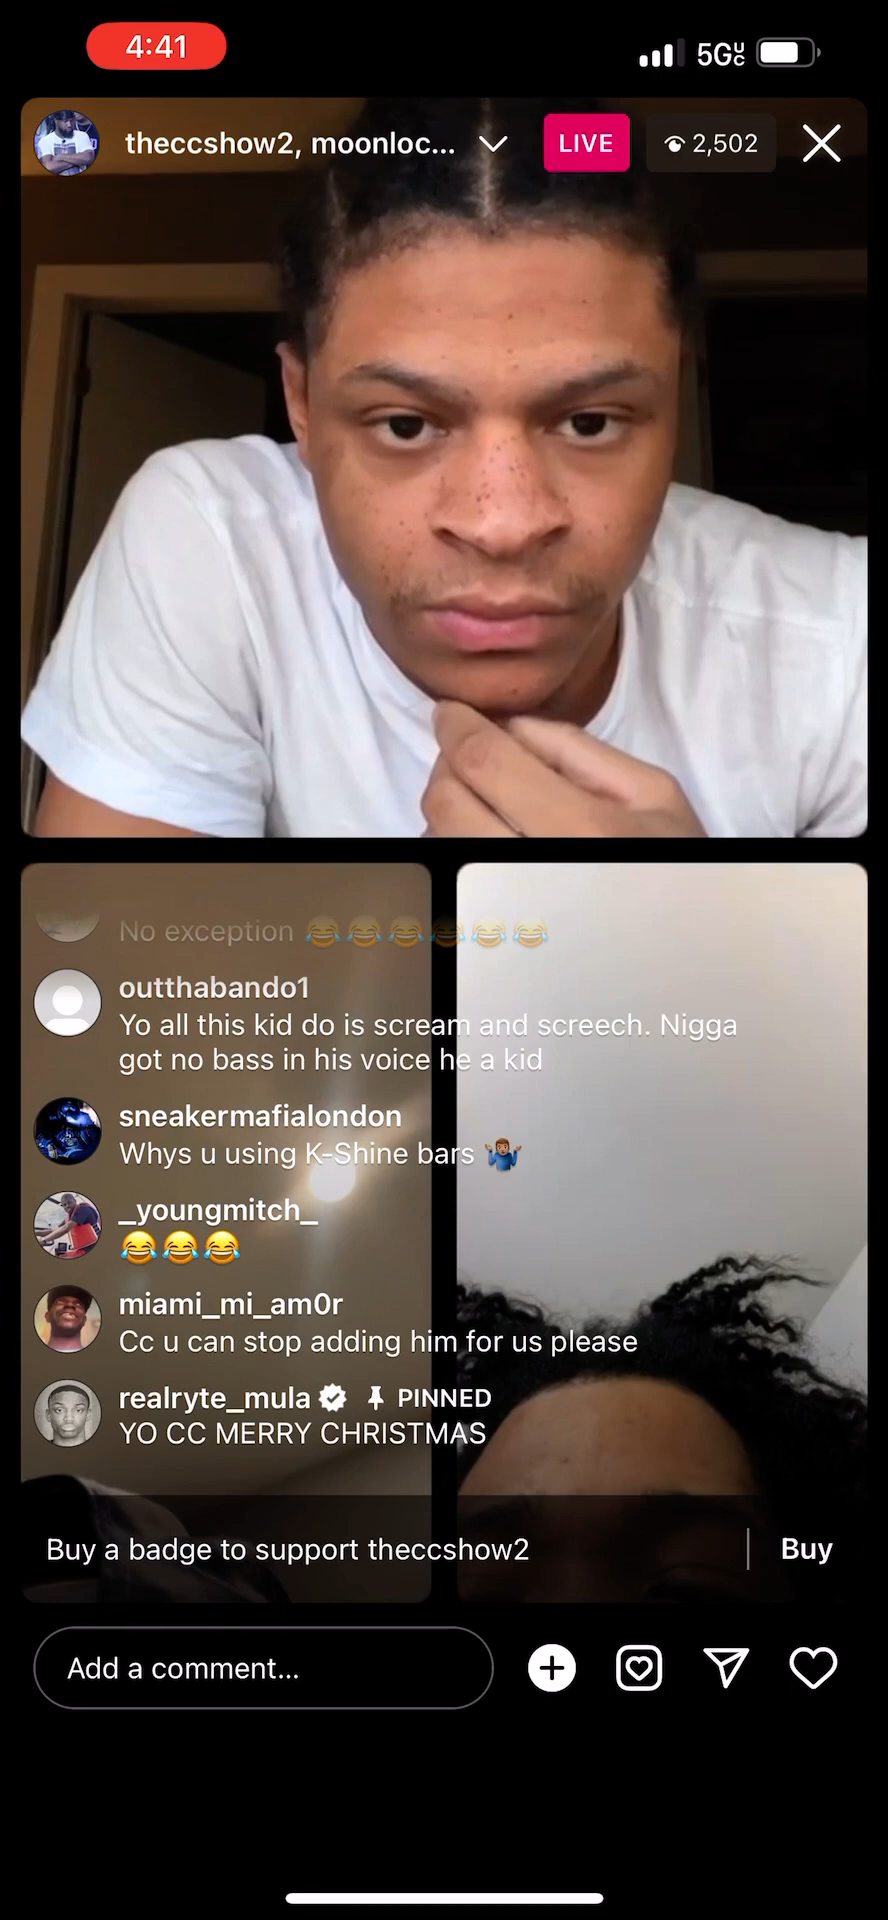 4:41
5GUC
theccshow2, moonloc...
LIVE
2,502
No exception 😂😂😂😂😂😂
outthabando1
Yo all this kid do is scream and screech. Nigga
got no bass in his voice he a kid
sneakermafialondon
Whys u using K-Shine bars 🤷🏽‍♂️
_youngmitch_
😂😂😂
miami_mi_am0r
Cc u can stop adding him for us please
realryte_mula PINNED
YO CC MERRY CHRISTMAS
Buy a badge to support theccshow2
Buy
Add a comment...